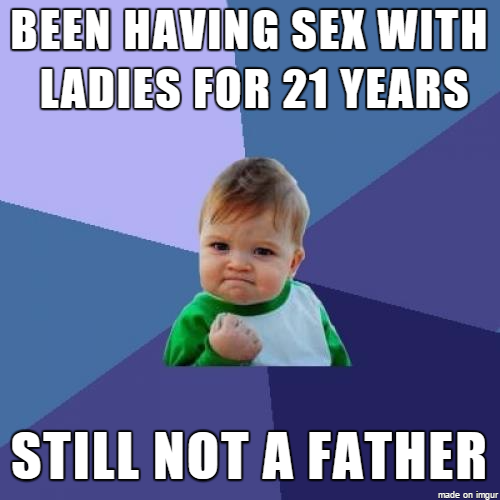 BEEN HAVING SEX WITH
LADIES FOR 21 YEARS
STILL NOT A FATHER
made on imgur